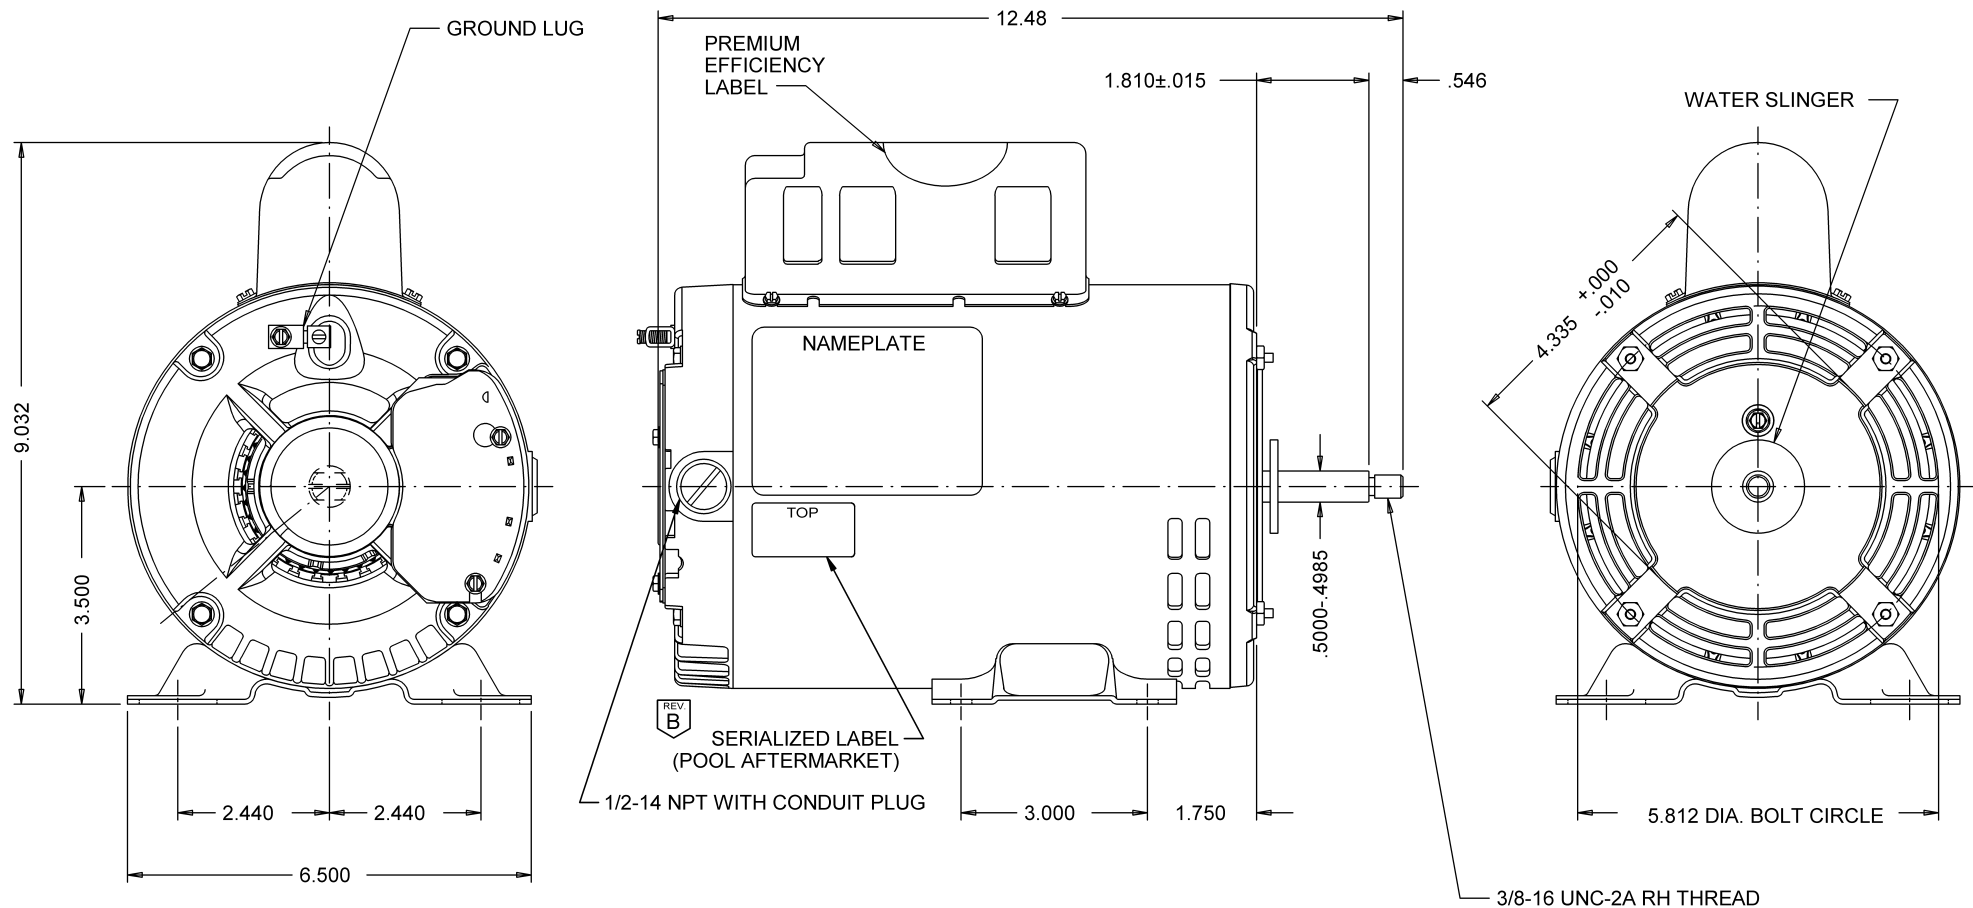 GROUND LUG
12.48
PREMIUM
EFFICIENCY
LABEL
1.810±.015
.546
WATER SLINGER
4.335 +.000
-.010
NAMEPLATE
9.032
TOP
3.500
.5000-.4985
REV.
B
SERIALIZED LABEL
(POOL AFTERMARKET)
1/2-14 NPT WITH CONDUIT PLUG
2.440
2.440
3.000
1.750
5.812 DIA. BOLT CIRCLE
6.500
3/8-16 UNC-2A RH THREAD